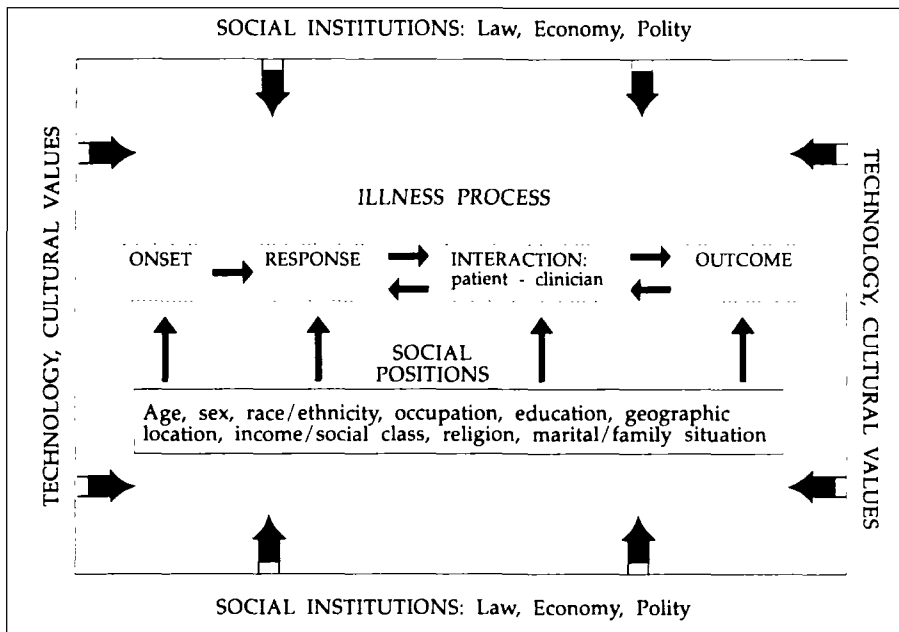 SOCIAL INSTITUTIONS: Law, Economy, Polity
TECHNOLOGY, CULTURAL VALUES
TECHNOLOGY, CULTURAL VALUES
ILLNESS PROCESS
ONSET
RESPONSE
INTERACTION:
patient - clinician
OUTCOME
SOCIAL
POSITIONS
Age, sex, race/ethnicity, occupation, education, geographic
location, income/social class, religion, marital/family situation
SOCIAL INSTITUTIONS: Law, Economy, Polity